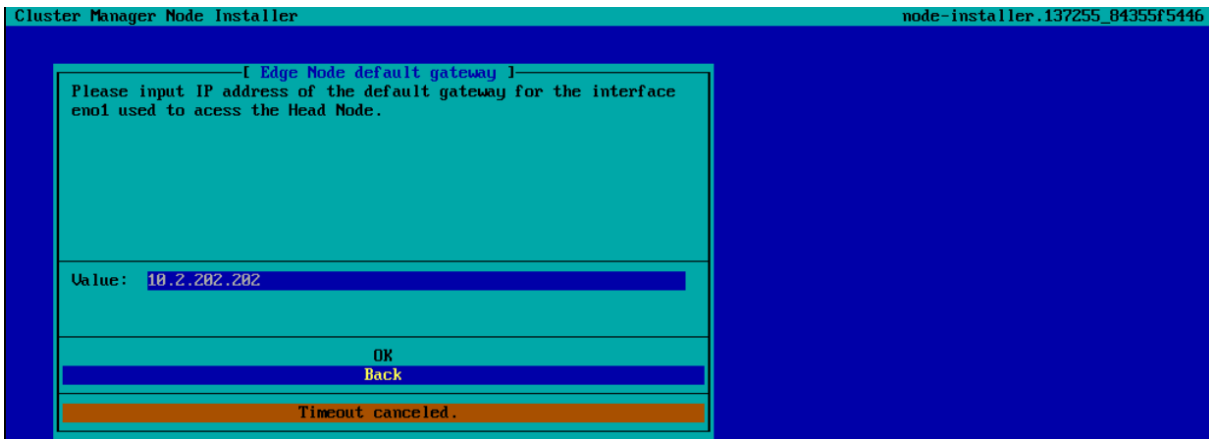 Cluster Manager Node Installer node-installer.137255_84355f5446
[ Edge Node default gateway ]
Please input IP address of the default gateway for the interface
eno1 used to acess the Head Node.
Value: 10.2.202.202
OK
Back
Timeout canceled.